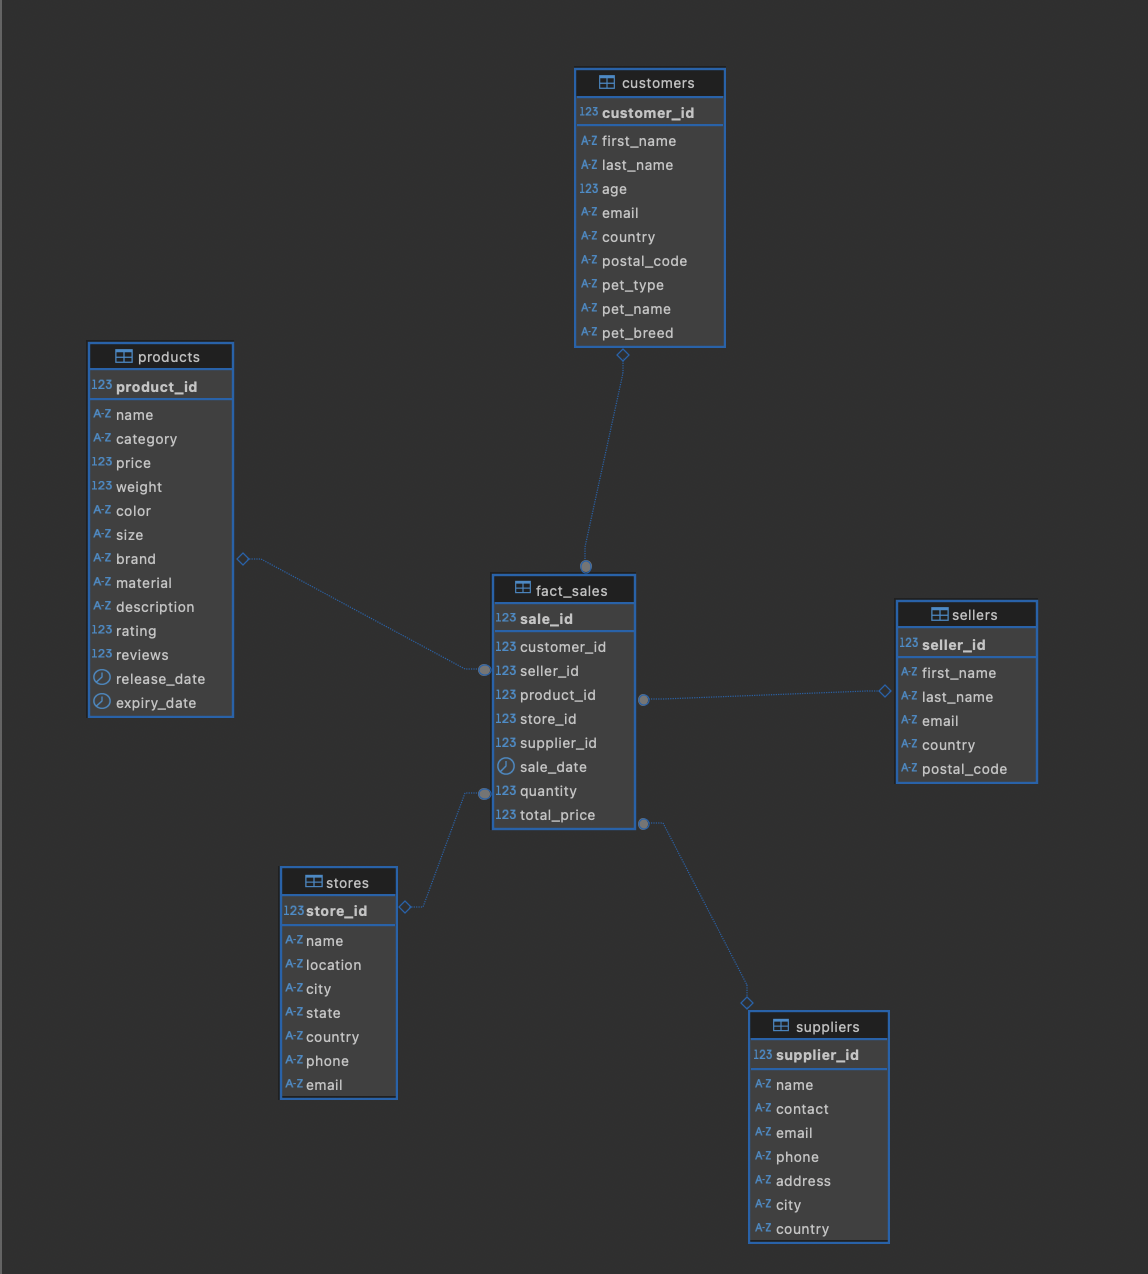 customers
123 customer_id
A-Z first_name
A-Z last_name
123 age
A-Z email
A-Z country
A-Z postal_code
A-Z pet_type
A-Z pet_name
A-Z pet_breed
products
123 product_id
A-Z name
A-Z category
123 price
123 weight
A-Z color
A-Z size
A-Z brand
A-Z material
A-Z description
123 rating
123 reviews
release_date
expiry_date
fact_sales
123 sale_id
123 customer_id
123 seller_id
123 product_id
123 store_id
123 supplier_id
sale_date
123 quantity
123 total_price
sellers
123 seller_id
A-Z first_name
A-Z last_name
A-Z email
A-Z country
A-Z postal_code
stores
123 store_id
A-Z name
A-Z location
A-Z city
A-Z state
A-Z country
A-Z phone
A-Z email
suppliers
123 supplier_id
A-Z name
A-Z contact
A-Z email
A-Z phone
A-Z address
A-Z city
A-Z country